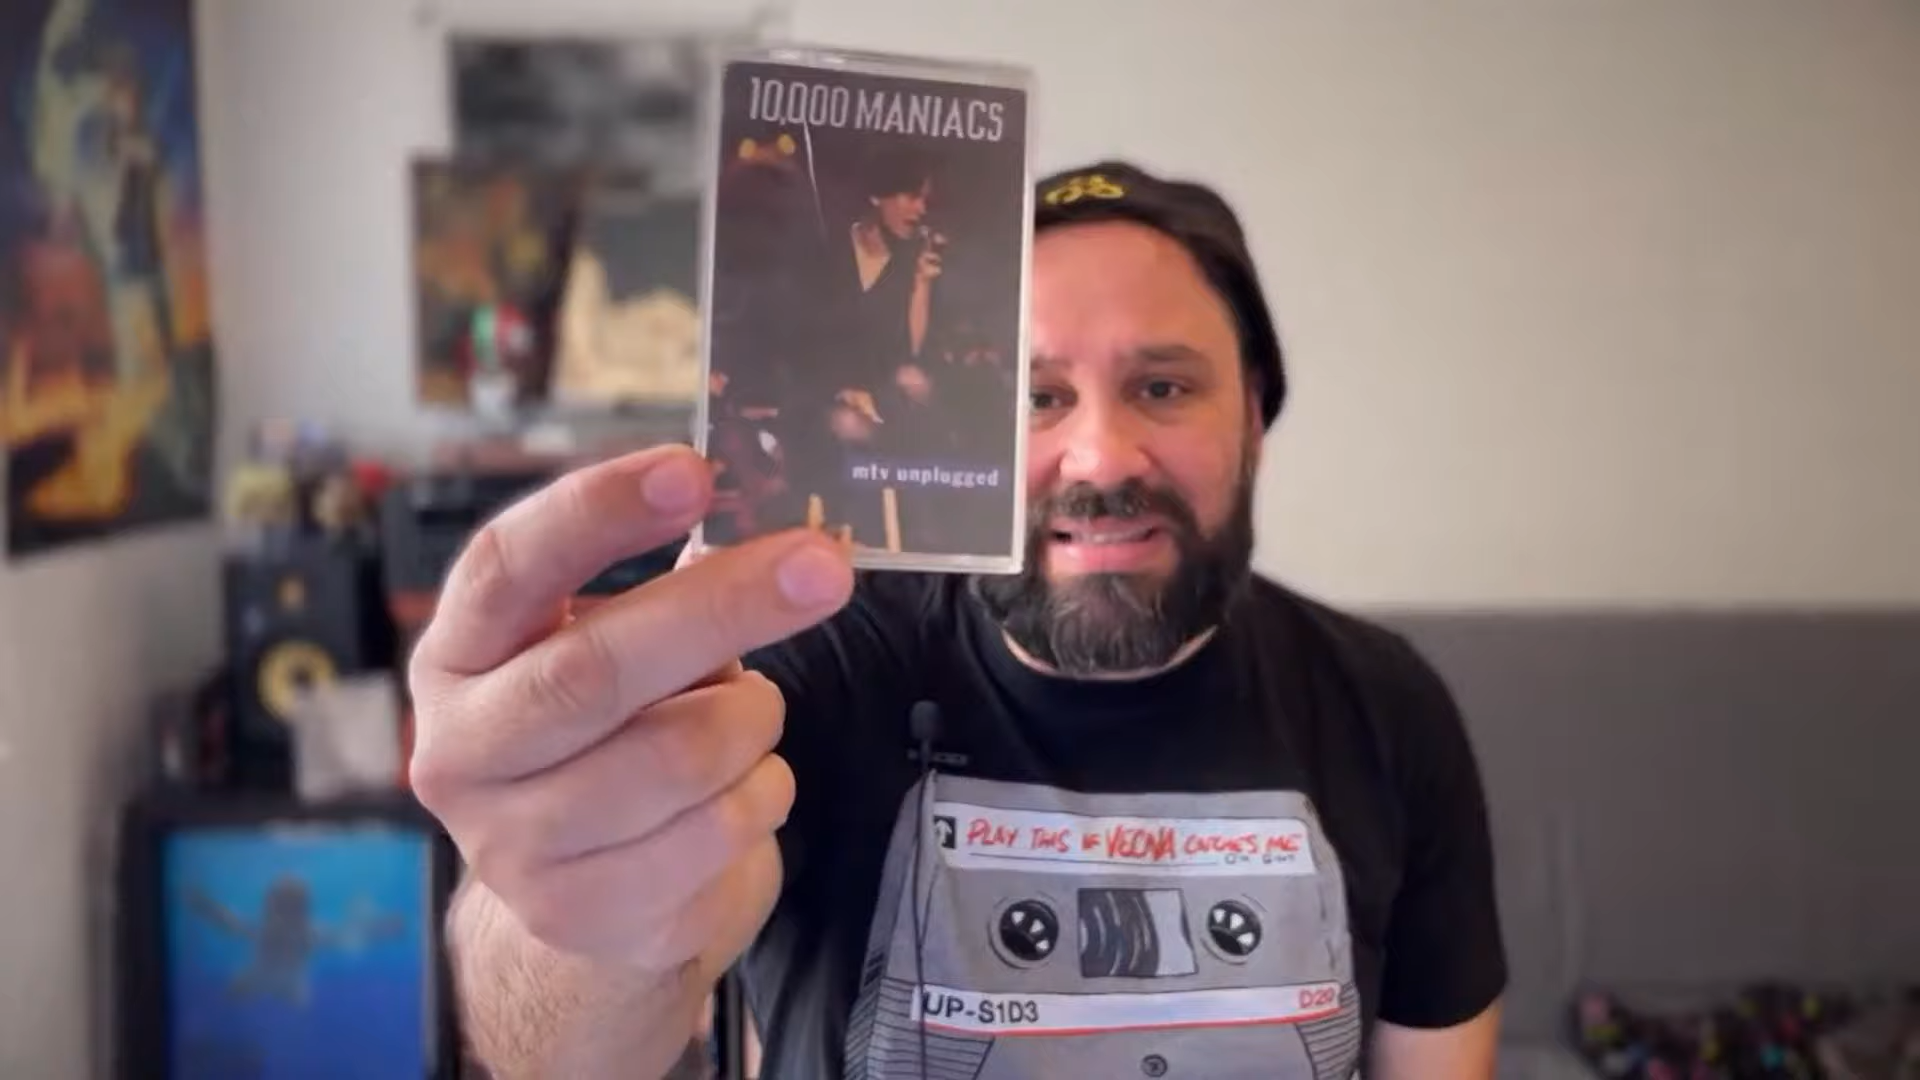 10,000 MANIACS
mtv unplugged
PLAY THIS IF VECNA CATCHES ME
UP-S1D3
D20